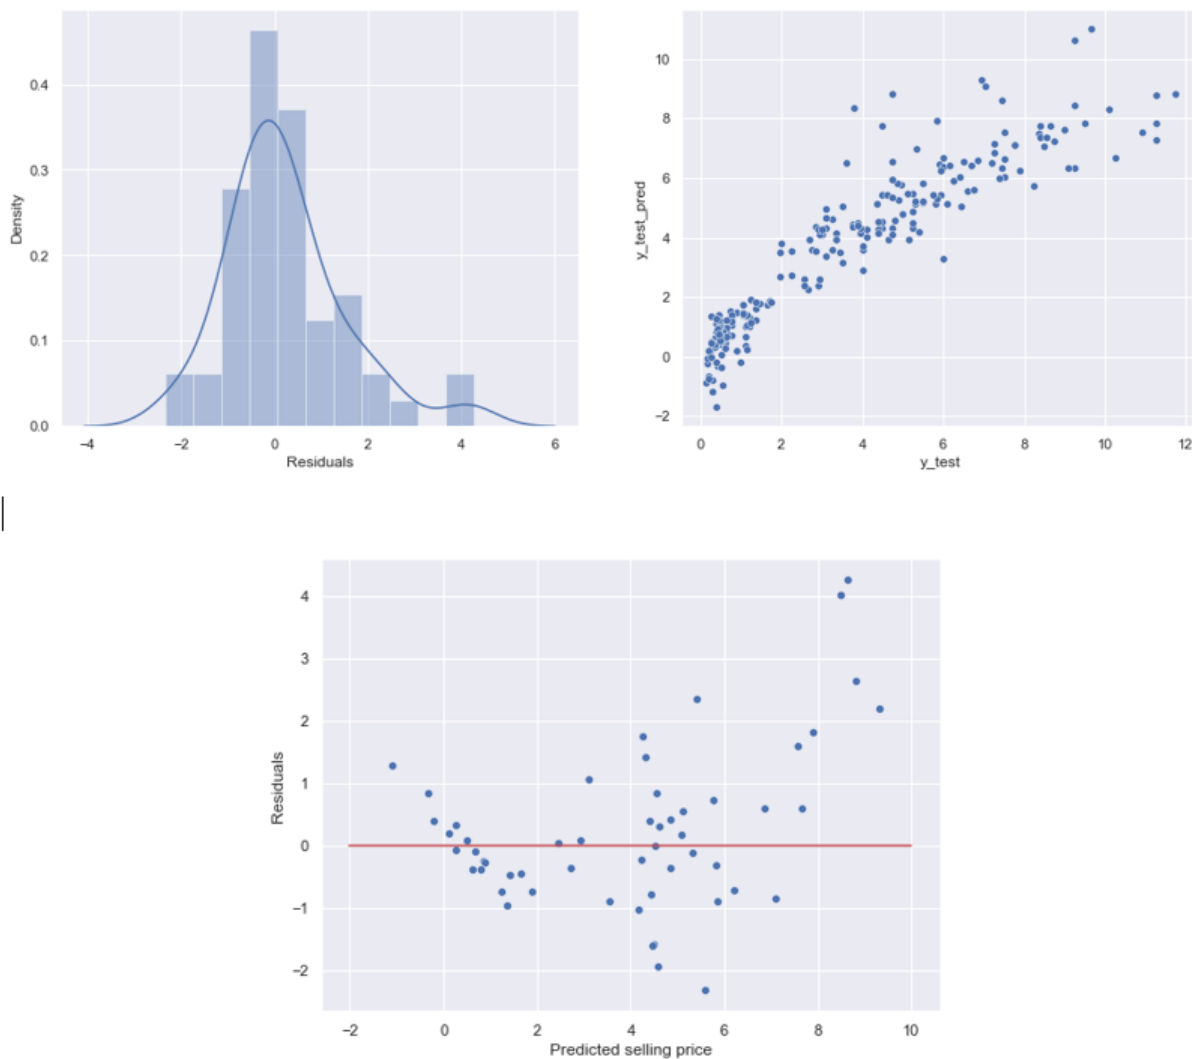 0.4
0.3
0.2
0.1
0.0
Density
−4 −2 0 2 4 6
Residuals
10
8
6
4
2
0
−2
y_test_pred
0 2 4 6 8 10 12
y_test
4
3
2
1
0
−1
−2
Residuals
−2 0 2 4 6 8 10
Predicted selling price